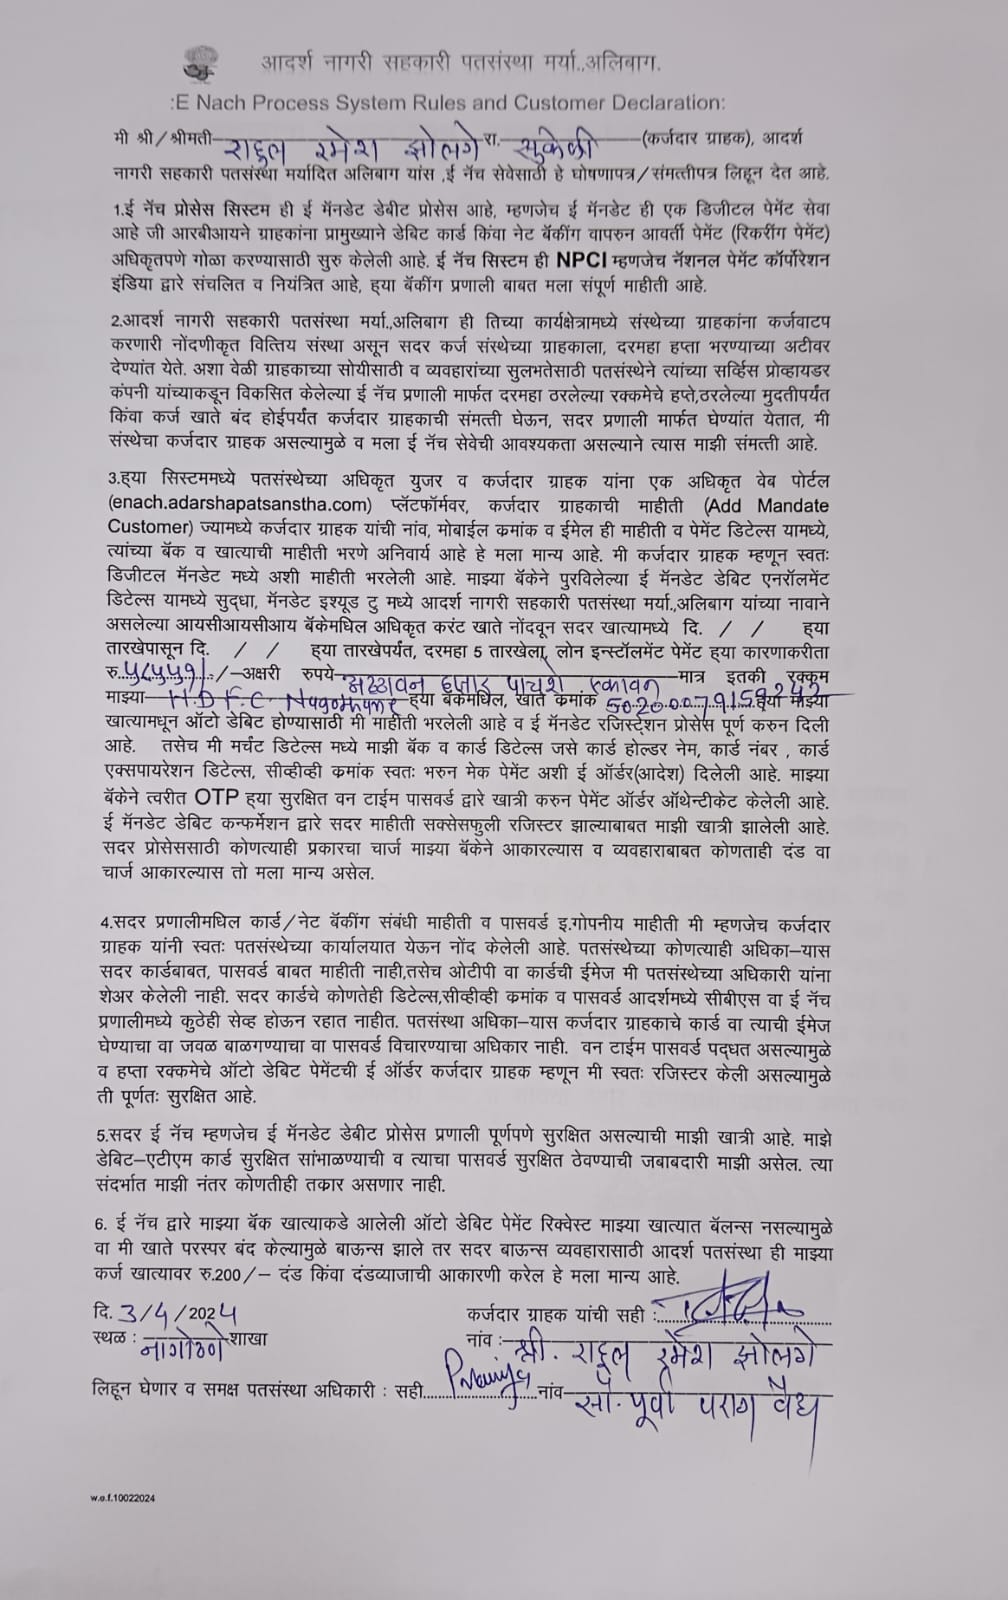 आदर्श नागरी सहकारी पतसंस्था मर्या.,अलिबाग.
:E Nach Process System Rules and Customer Declaration:
मी श्री/श्रीमती राहुल रमेश झोलगे रा. सुकेळी (कर्जदार ग्राहक), आदर्श
नागरी सहकारी पतसंस्था मर्यादित अलिबाग यांस ,ई नॅच सेवेसाठी हे घोषणापत्र/संमत्तीपत्र लिहून देत आहे.
1.ई नॅच प्रोसेस सिस्टम ही ई मॅनडेट डेबीट प्रोसेस आहे, म्हणजेच ई मॅनडेट ही एक डिजीटल पेमेंट सेवा
आहे जी आरबीआयने ग्राहकांना प्रामुख्याने डेबिट कार्ड किंवा नेट बॅकींग वापरुन आवर्ती पेमेंट (रिकरींग पेमेंट)
अधिकृतपणे गोळा करण्यासाठी सुरु केलेली आहे. ई नॅच सिस्टम ही NPCI म्हणजेच नॅशनल पेमेंट कॉर्पोरेशन
इंडिया द्वारे संचलित व नियंत्रित आहे, ह्या बॅकींग प्रणाली बाबत मला संपूर्ण माहीती आहे.
2.आदर्श नागरी सहकारी पतसंस्था मर्या.,अलिबाग ही तिच्या कार्यक्षेत्रामध्ये संस्थेच्या ग्राहकांना कर्जवाटप
करणारी नोंदणीकृत वित्तिय संस्था असून सदर कर्ज संस्थेच्या ग्राहकाला, दरमहा हप्ता भरण्याच्या अटीवर
देण्यांत येते. अशा वेळी ग्राहकाच्या सोयीसाठी व व्यवहारांच्या सुलभतेसाठी पतसंस्थेने त्यांच्या सर्व्हिस प्रोव्हायडर
कंपनी यांच्याकडून विकसित केलेल्या ई नॅच प्रणाली मार्फत दरमहा ठरलेल्या रक्कमेचे हप्ते,ठरलेल्या मुदतीपर्यंत
किंवा कर्ज खाते बंद होईपर्यंत कर्जदार ग्राहकाची संमत्ती घेऊन, सदर प्रणाली मार्फत घेण्यांत येतात, मी
संस्थेचा कर्जदार ग्राहक असल्यामुळे व मला ई नॅच सेवेची आवश्यकता असल्याने त्यास माझी संमत्ती आहे.
3.ह्या सिस्टममध्ये पतसंस्थेच्या अधिकृत युजर व कर्जदार ग्राहक यांना एक अधिकृत वेब पोर्टल
(enach.adarshapatsanstha.com) प्लॅटफॉर्मवर, कर्जदार ग्राहकाची माहीती (Add Mandate
Customer) ज्यामध्ये कर्जदार ग्राहक यांची नांव, मोबाईल कमांक व ईमेल ही माहीती व पेमेंट डिटेल्स यामध्ये,
त्यांच्या बॅक व खात्याची माहीती भरणे अनिवार्य आहे हे मला मान्य आहे. मी कर्जदार ग्राहक म्हणून स्वतः
डिजीटल मॅनडेट मध्ये अशी माहीती भरलेली आहे. माझ्या बॅकेने पुरविलेल्या ई मॅनडेट डेबिट एनरॉलमेंट
डिटेल्स यामध्ये सुद्धा, मॅनडेट इश्यूड टु मध्ये आदर्श नागरी सहकारी पतसंस्था मर्या.,अलिबाग यांच्या नावाने
असलेल्या आयसीआयसीआय बॅकेमधिल अधिकृत करंट खाते नोंदवून सदर खात्यामध्ये दि. / / ह्या
तारखेपासून दि. / / ह्या तारखेपर्यंत, दरमहा 5 तारखेला, लोन इन्स्टॉलमेंट पेमेंट ह्या कारणाकरीता
रु.५८५५१/-/-अक्षरी रुपये अठ्ठावन हजार पाचशे एकावन मात्र इतकी रक्कम
माझ्या H.D.F.C Nagothane ह्या बॅकेमधिल, खाते कमांक 50200079159242 ह्या माझ्या
खात्यामधून ऑटो डेबिट होण्यासाठी मी माहीती भरलेली आहे व ई मॅनडेट रजिस्ट्रेशन प्रोसेस पूर्ण करुन दिली
आहे. तसेच मी मर्चंट डिटेल्स मध्ये माझी बॅक व कार्ड डिटेल्स जसे कार्ड होल्डर नेम, कार्ड नंबर , कार्ड
एक्सपायरेशन डिटेल्स, सीव्हीव्ही कमांक स्वतः भरुन मेक पेमेंट अशी ई ऑर्डर(आदेश) दिलेली आहे. माझ्या
बॅकेने त्वरीत OTP ह्या सुरक्षित वन टाईम पासवर्ड द्वारे खात्री करुन पेमेंट ऑर्डर ऑथेन्टीकेट केलेली आहे.
ई मॅनडेट डेबिट कन्फर्मेशन द्वारे सदर माहीती सक्सेसफुली रजिस्टर झाल्याबाबत माझी खात्री झालेली आहे.
सदर प्रोसेससाठी कोणत्याही प्रकारचा चार्ज माझ्या बॅकेने आकारल्यास व व्यवहाराबाबत कोणताही दंड वा
चार्ज आकारल्यास तो मला मान्य असेल.
4.सदर प्रणालीमधिल कार्ड/नेट बॅकींग संबंधी माहीती व पासवर्ड इ.गोपनीय माहीती मी म्हणजेच कर्जदार
ग्राहक यांनी स्वतः पतसंस्थेच्या कार्यालयात येऊन नोंद केलेली आहे. पतसंस्थेच्या कोणत्याही अधिका–यास
सदर कार्डबाबत, पासवर्ड बाबत माहीती नाही,तसेच ओटीपी वा कार्डची ईमेज मी पतसंस्थेच्या अधिकारी यांना
शेअर केलेली नाही. सदर कार्डचे कोणतेही डिटेल्स,सीव्हीव्ही कमांक व पासवर्ड आदर्शमध्ये सीबीएस वा ई नॅच
प्रणालीमध्ये कुठेही सेव्ह होऊन रहात नाहीत. पतसंस्था अधिका–यास कर्जदार ग्राहकाचे कार्ड वा त्याची ईमेज
घेण्याचा वा जवळ बाळगण्याचा वा पासवर्ड विचारण्याचा अधिकार नाही. वन टाईम पासवर्ड पद्धत असल्यामुळे
व हप्ता रक्कमेचे ऑटो डेबिट पेमेंटची ई ऑर्डर कर्जदार ग्राहक म्हणून मी स्वतः रजिस्टर केली असल्यामुळे
ती पूर्णतः सुरक्षित आहे.
5.सदर ई नॅच म्हणजेच ई मॅनडेट डेबीट प्रोसेस प्रणाली पूर्णपणे सुरक्षित असल्याची माझी खात्री आहे. माझे
डेबिट–एटीएम कार्ड सुरक्षित सांभाळण्याची व त्याचा पासवर्ड सुरक्षित ठेवण्याची जबाबदारी माझी असेल. त्या
संदर्भात माझी नंतर कोणतीही तक्रार असणार नाही.
6. ई नॅच द्वारे माझ्या बॅक खात्याकडे आलेली ऑटो डेबिट पेमेंट रिक्वेस्ट माझ्या खात्यात बॅलन्स नसल्यामुळे
वा मी खाते परस्पर बंद केल्यामुळे बाऊन्स झाले तर सदर बाऊन्स व्यवहारासाठी आदर्श पतसंस्था ही माझ्या
कर्ज खात्यावर रु.200/– दंड किंवा दंडव्याजाची आकारणी करेल हे मला मान्य आहे.
दि. 3/4/2024 कर्जदार ग्राहक यांची सही :
स्थळ : नागोठणे शाखा नांव : श्री. राहुल रमेश झोलगे
लिहून घेणार व समक्ष पतसंस्था अधिकारी : सही नांव सौ. पूर्वा पराग वैद्य
w.e.f.10022024